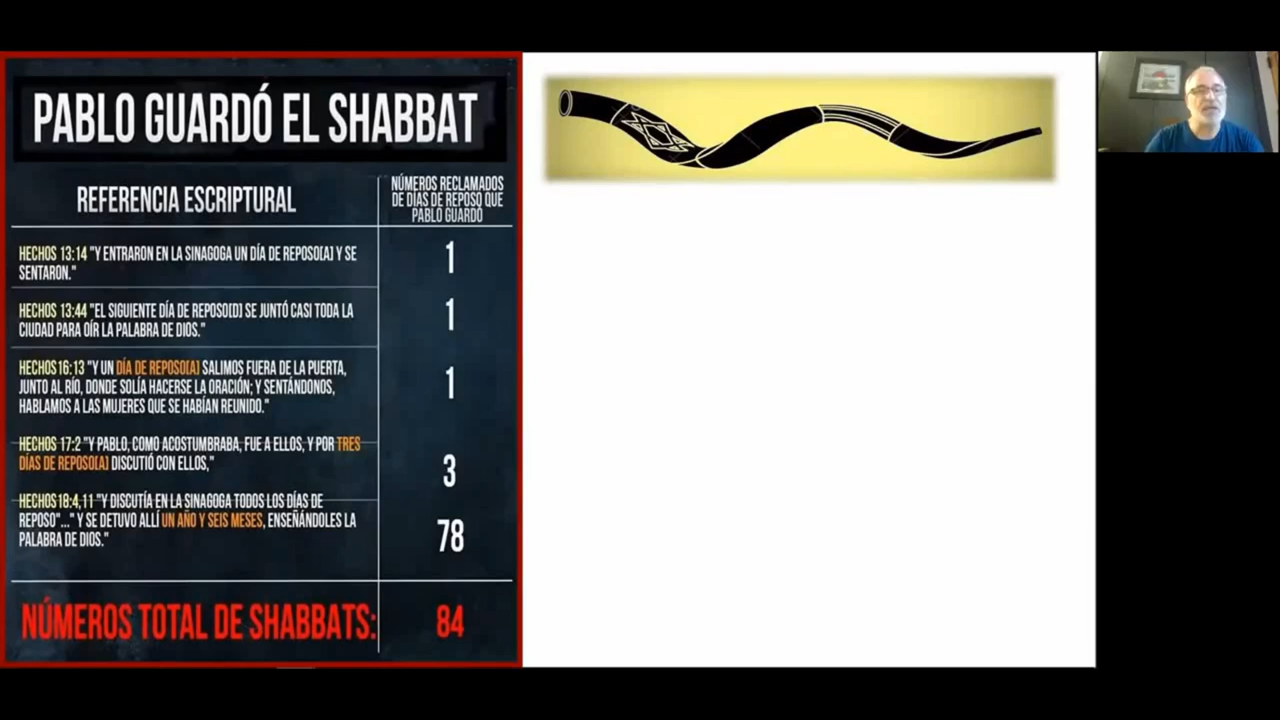 PABLO GUARDÓ EL SHABBAT
REFERENCIA ESCRIPTURAL
NÚMEROS RECLAMADOS
DE DÍAS DE REPOSO QUE
PABLO GUARDÓ
HECHOS 13:14 "Y ENTRARON EN LA SINAGOGA UN DÍA DE REPOSO[A] Y SE
SENTARON."
1
HECHOS 13:44 "EL SIGUIENTE DÍA DE REPOSO[D] SE JUNTÓ CASI TODA LA
CIUDAD PARA OÍR LA PALABRA DE DIOS."
1
HECHOS16:13 "Y UN DÍA DE REPOSO[A] SALIMOS FUERA DE LA PUERTA,
JUNTO AL RÍO, DONDE SOLÍA HACERSE LA ORACIÓN; Y SENTÁNDONOS,
HABLAMOS A LAS MUJERES QUE SE HABÍAN REUNIDO."
1
HECHOS 17:2 "Y PABLO, COMO ACOSTUMBRABA, FUE A ELLOS, Y POR TRES
DÍAS DE REPOSO[A] DISCUTIÓ CON ELLOS,"
3
HECHOS18:4,11 "Y DISCUTÍA EN LA SINAGOGA TODOS LOS DÍAS DE
REPOSO"..." Y SE DETUVO ALLÍ UN AÑO Y SEIS MESES, ENSEÑÁNDOLES LA
PALABRA DE DIOS."
78
NÚMEROS TOTAL DE SHABBATS:
84